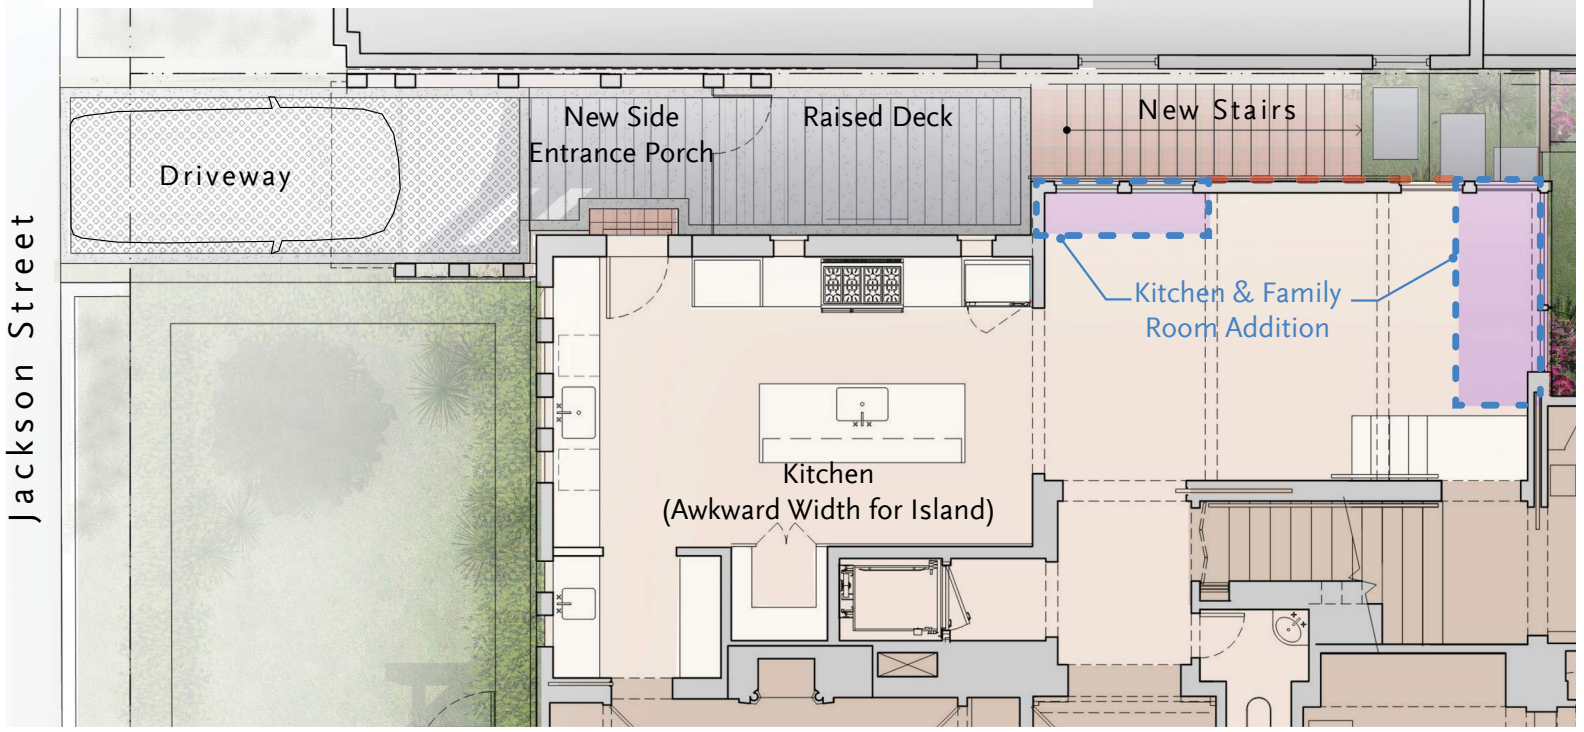 New Side
Entrance Porch
Raised Deck
New Stairs
Driveway
Jackson Street
Kitchen & Family
Room Addition
Kitchen
(Awkward Width for Island)